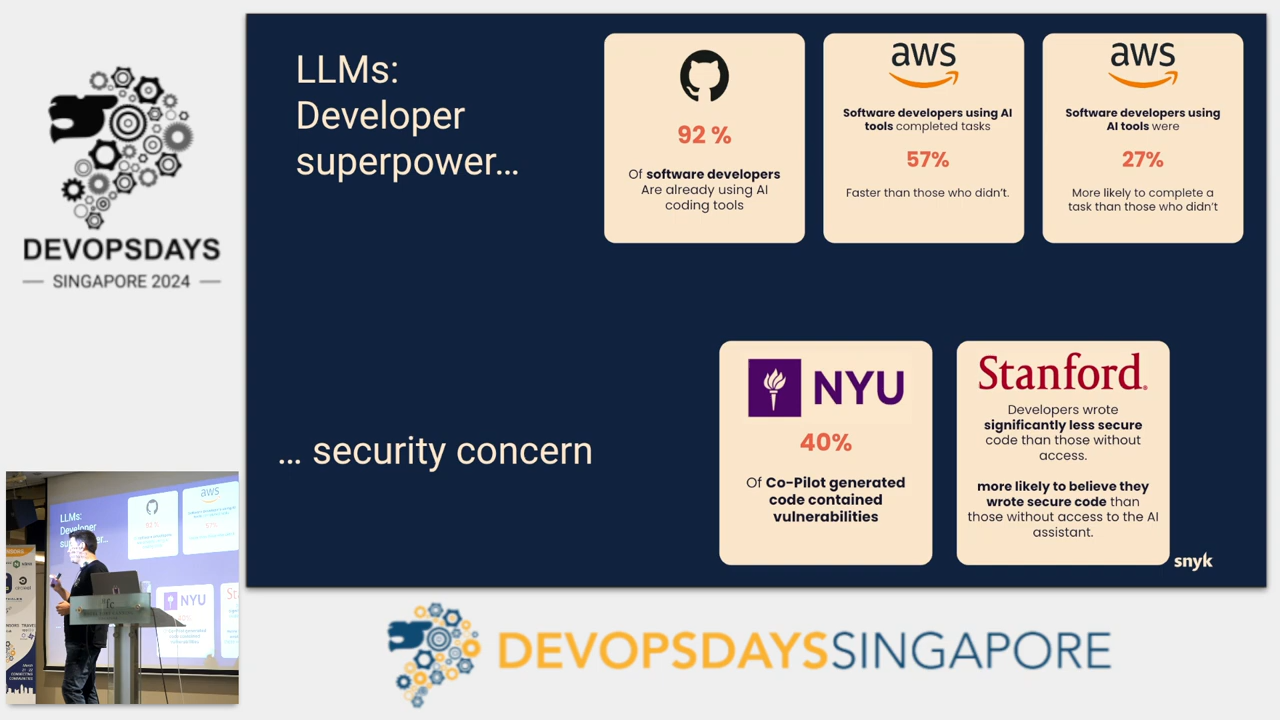 DEVOPSDAYS
SINGAPORE 2024
LLMs:
Developer
superpower...
92 %
Of software developers
Are already using AI
coding tools
aws
Software developers using AI
tools completed tasks
57%
Faster than those who didn't.
aws
Software developers using
AI tools were
27%
More likely to complete a
task than those who didn't
... security concern
NYU
40%
Of Co-Pilot generated
code contained
vulnerabilities
Stanford
Developers wrote
significantly less secure
code than those without
access.
more likely to believe they
wrote secure code than
those without access to the AI
assistant.
snyk
LLMs:
Developer
aws
NYU
DEVOPSDAYSSINGAPORE